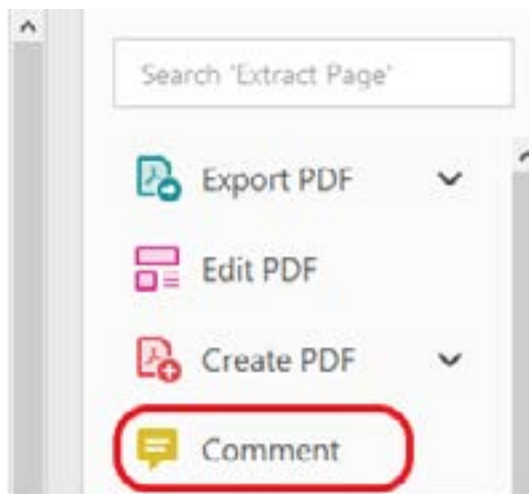 Search 'Extract Page'
Export PDF
Edit PDF
Create PDF
Comment